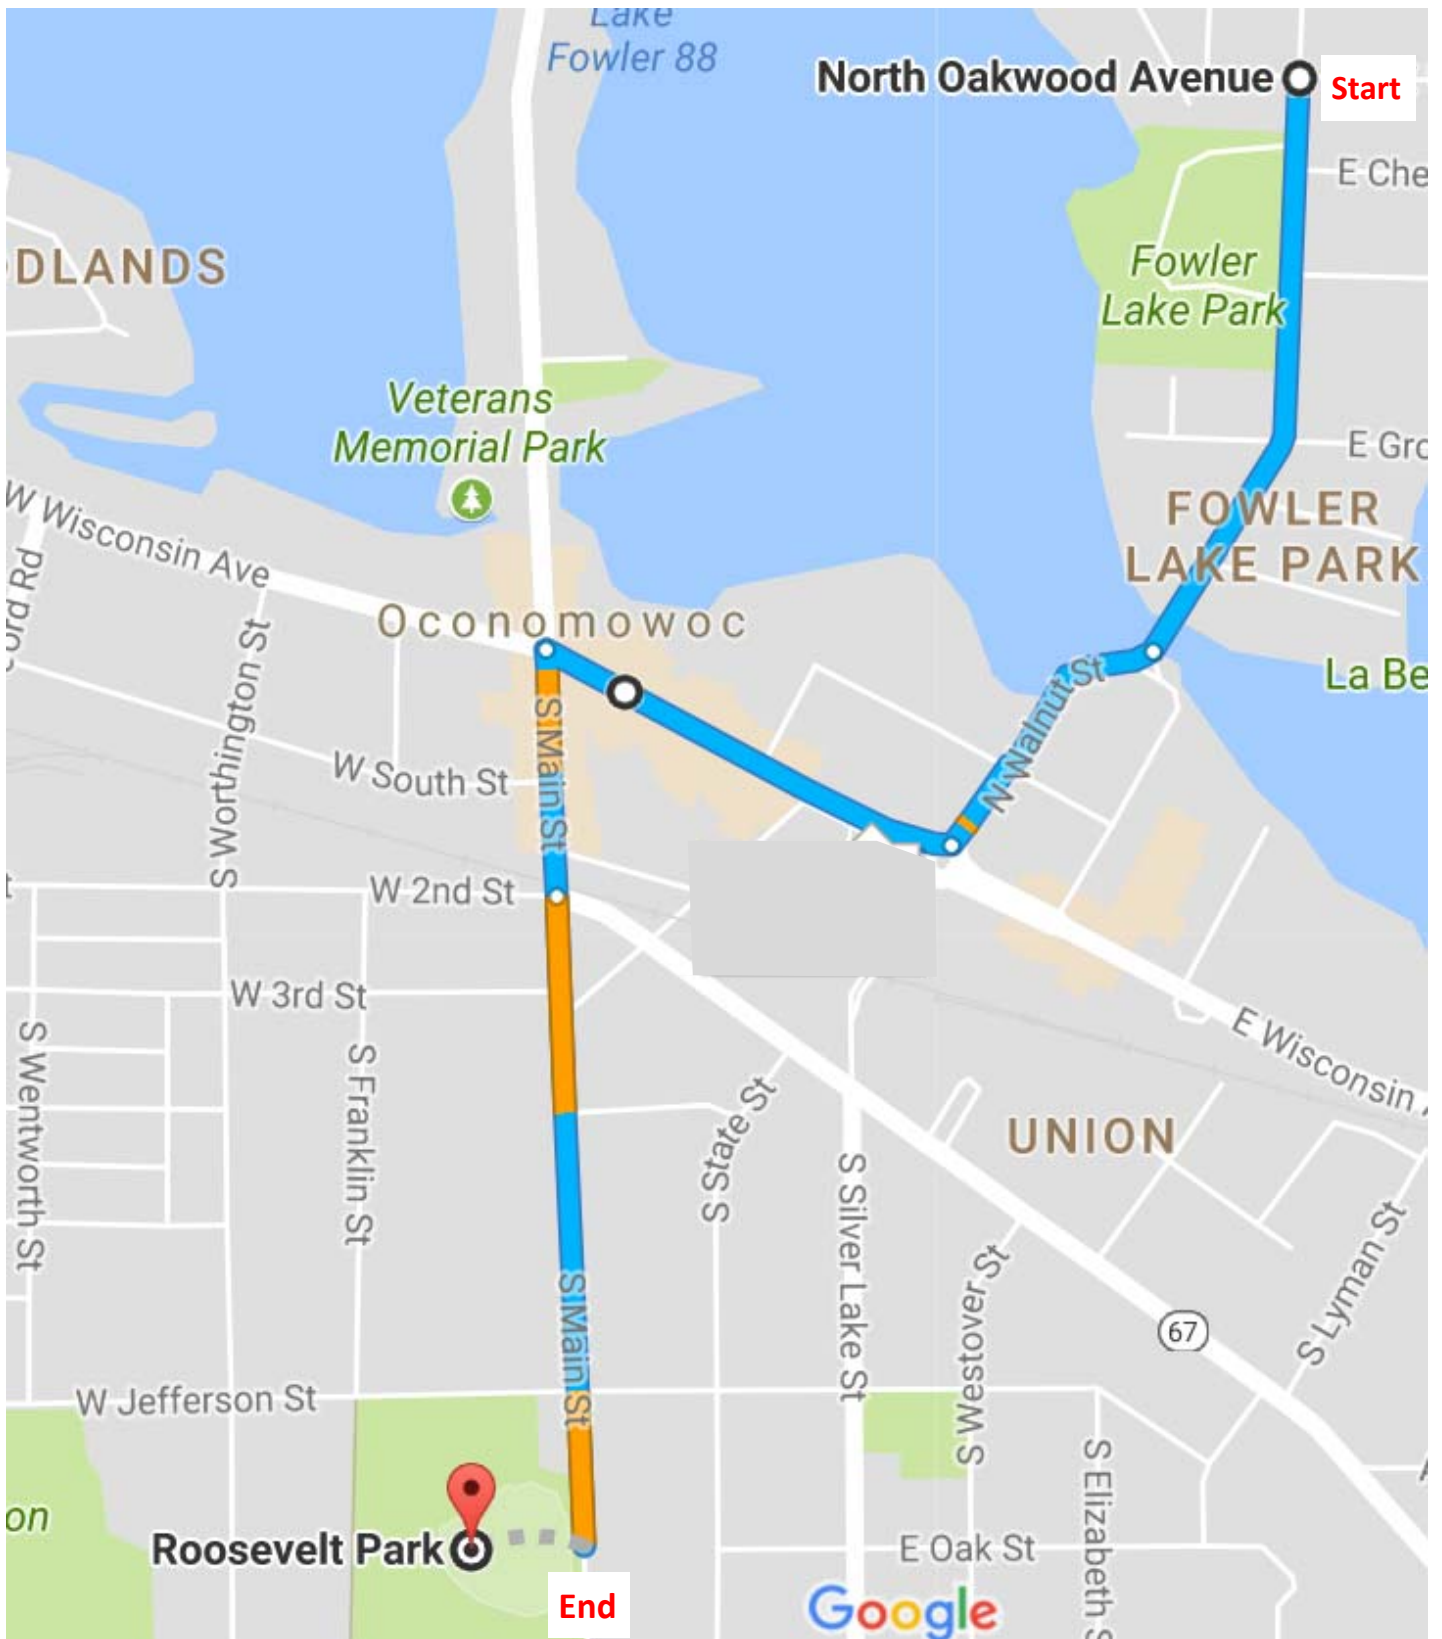 Lake
Fowler 88
North Oakwood Avenue
Start
E Che
DLANDS
Fowler
Lake Park
Veterans
Memorial Park
E Gro
W Wisconsin Ave
FOWLER
LAKE PARK
ord Rd
Oconomowoc
S Worthington St
N Walnut St
La Be
S Main St
W South St
W 2nd St
W 3rd St
E Wisconsin
S Wentworth St
S Franklin St
S State St
UNION
S Silver Lake St
S Westover St
S Lyman St
67
S Main St
W Jefferson St
S Elizabeth S
on
Roosevelt Park
E Oak St
End
Google